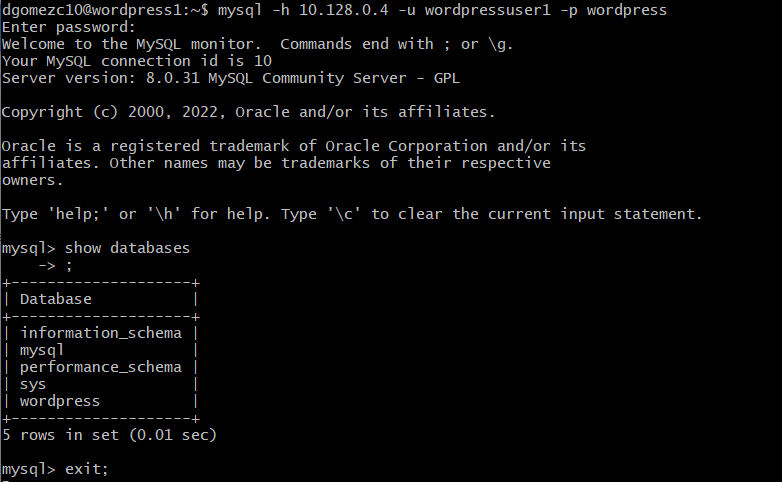 dgomezc10@wordpress1:~$ mysql -h 10.128.0.4 -u wordpressuser1 -p wordpress
Enter password:
Welcome to the MySQL monitor.  Commands end with ; or \g.
Your MySQL connection id is 10
Server version: 8.0.31 MySQL Community Server - GPL

Copyright (c) 2000, 2022, Oracle and/or its affiliates.

Oracle is a registered trademark of Oracle Corporation and/or its
affiliates. Other names may be trademarks of their respective
owners.

Type 'help;' or '\h' for help. Type '\c' to clear the current input statement.

mysql> show databases
    -> ;
+--------------------+
| Database           |
+--------------------+
| information_schema |
| mysql              |
| performance_schema |
| sys                |
| wordpress          |
+--------------------+
5 rows in set (0.01 sec)

mysql> exit;